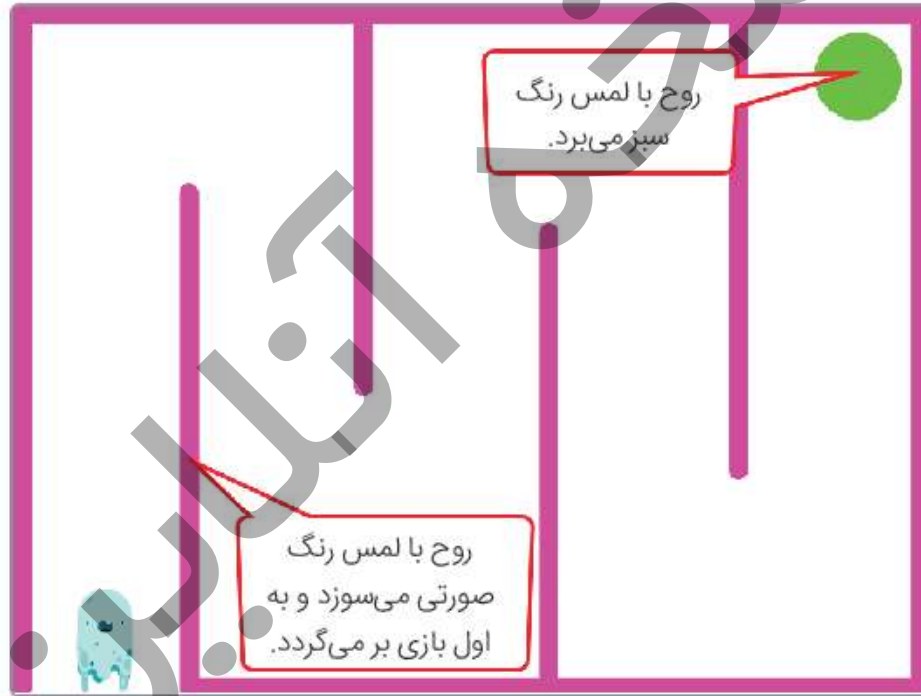 روح با لمس رنگ
سبز می‌برد.
روح با لمس رنگ
صورتی می‌سوزد و به
اول بازی بر می‌گردد.